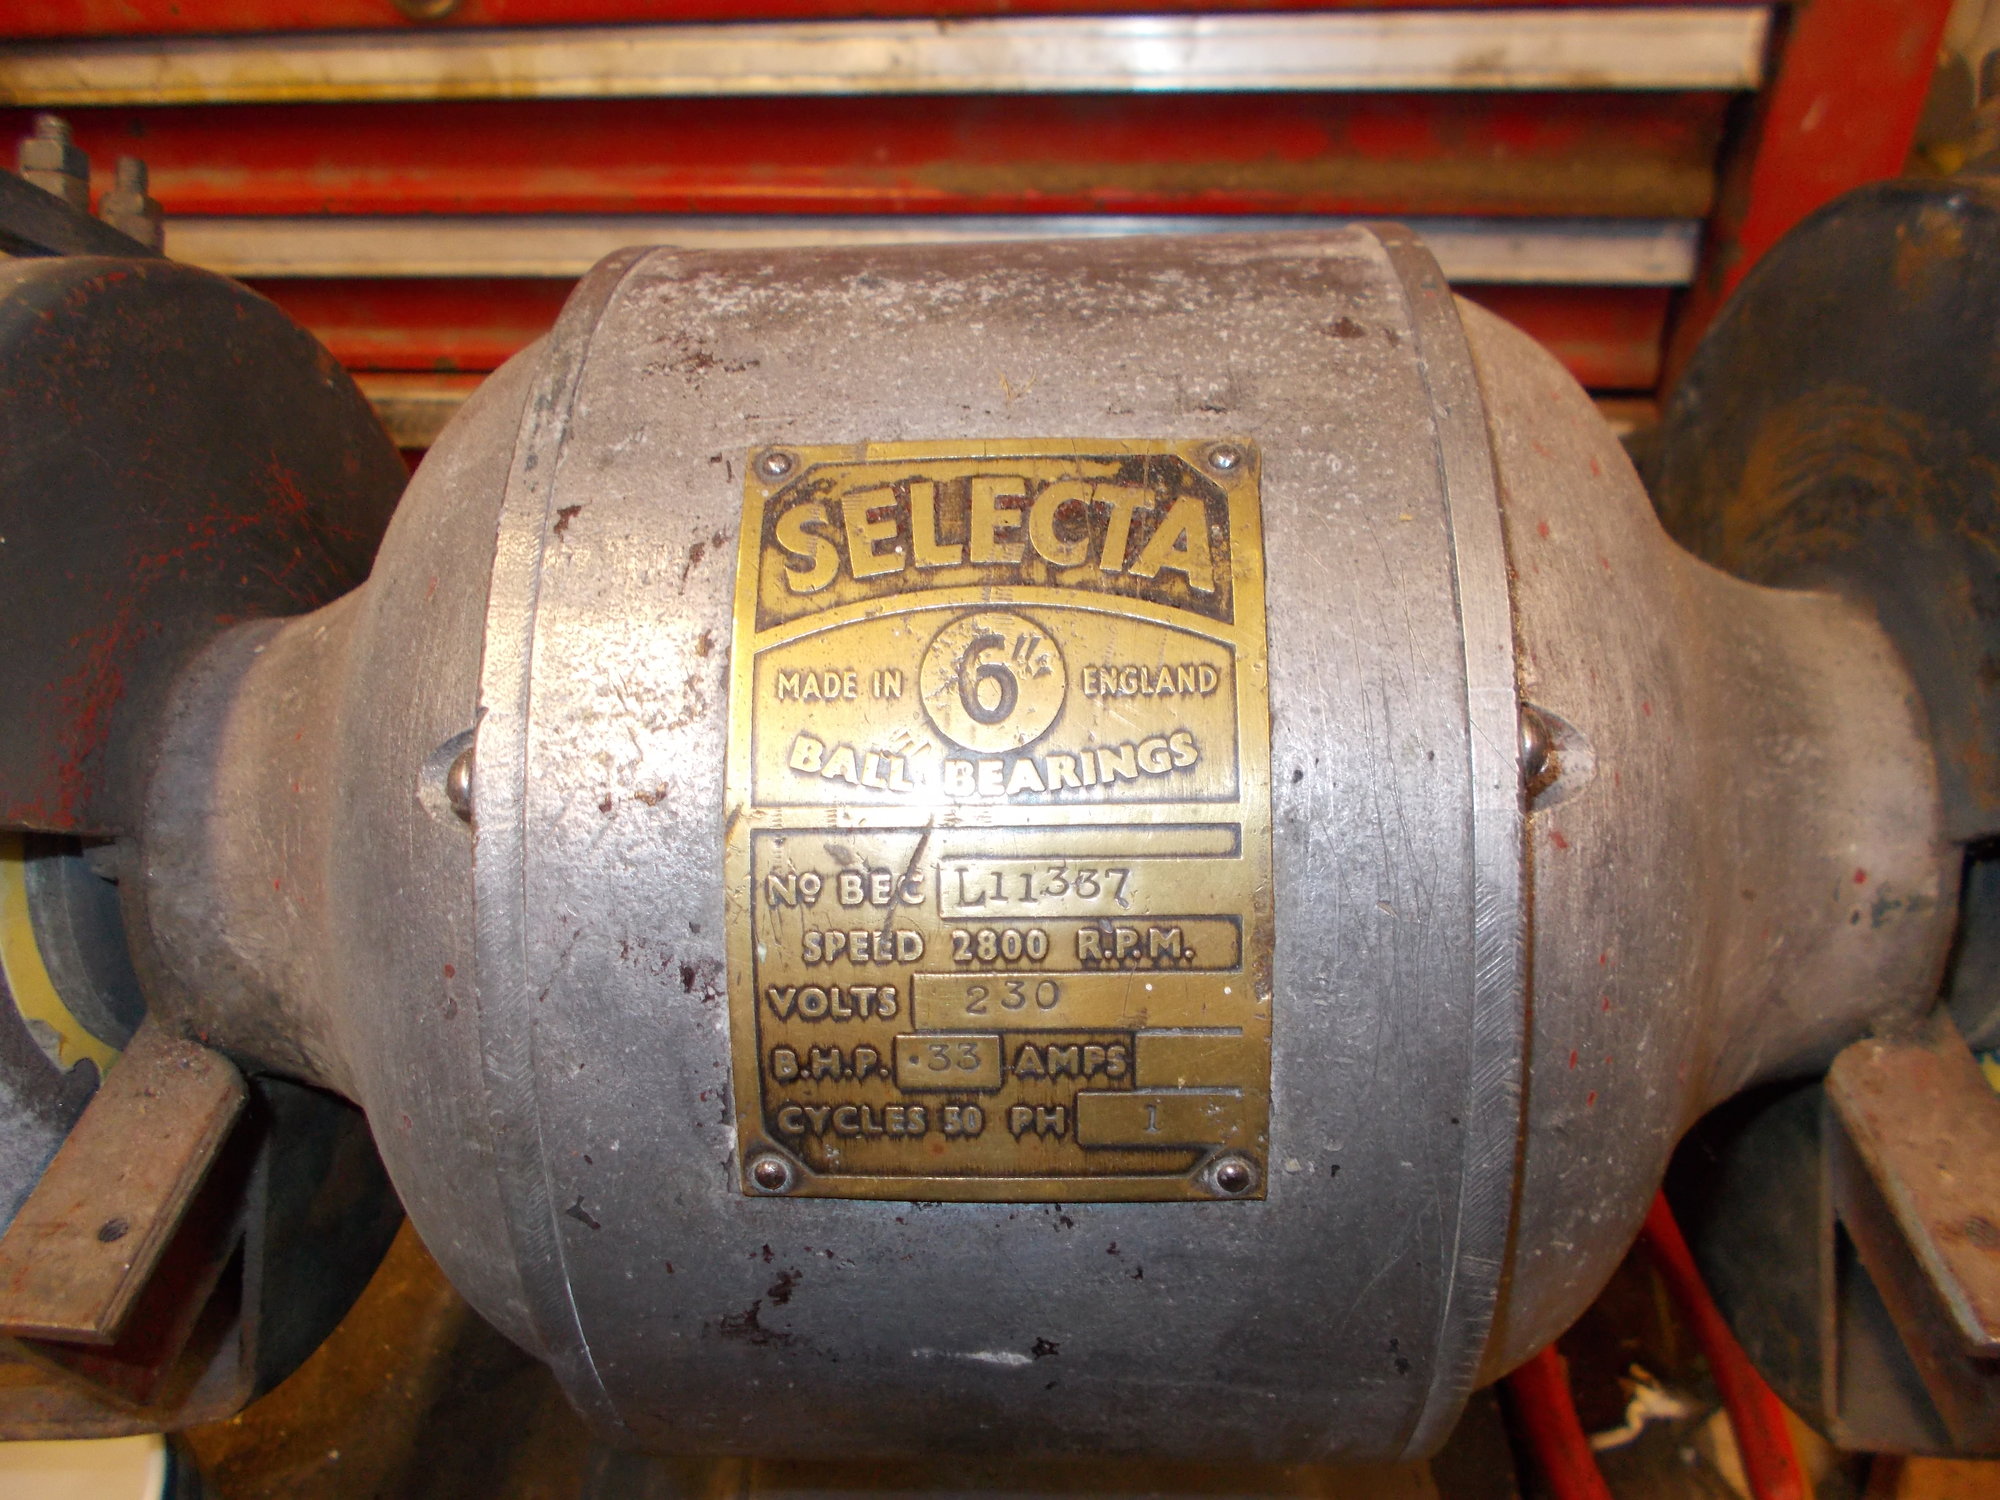 SELECTA
MADE IN 6" ENGLAND
BALL BEARINGS
No BEC L11337
SPEED 2800 R.P.M.
VOLTS 230
B.H.P. .33 AMPS
CYCLES 50 PH 1